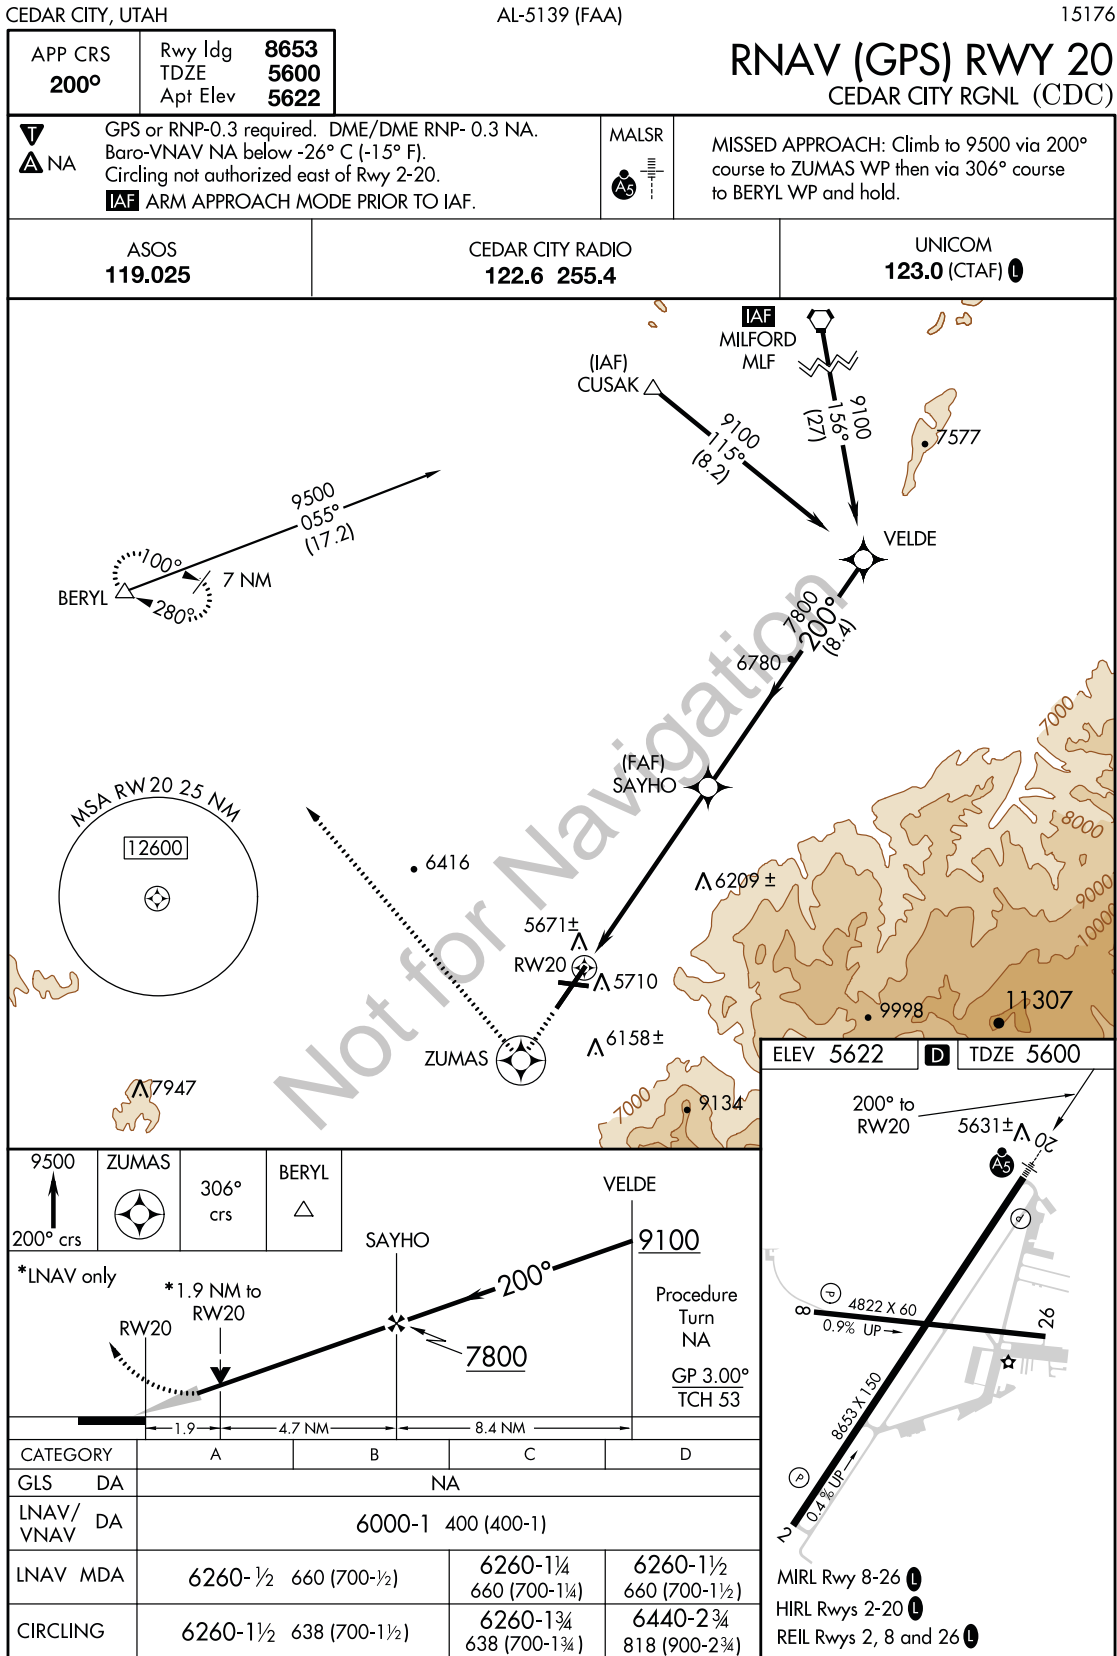 CEDAR CITY, UTAH
AL-5139 (FAA)
15176
APP CRS
200°
Rwy ldg 8653
TDZE 5600
Apt Elev 5622
RNAV (GPS) RWY 20
CEDAR CITY RGNL (CDC)
T
A NA
GPS or RNP-0.3 required. DME/DME RNP- 0.3 NA.
Baro-VNAV NA below -26° C (-15° F).
Circling not authorized east of Rwy 2-20.
IAF ARM APPROACH MODE PRIOR TO IAF.
MALSR
A5
MISSED APPROACH: Climb to 9500 via 200°
course to ZUMAS WP then via 306° course
to BERYL WP and hold.
ASOS
119.025
CEDAR CITY RADIO
122.6 255.4
UNICOM
123.0 (CTAF) L
IAF
MILFORD
MLF
(IAF)
CUSAK
9100
115°
(8.2)
9100
156°
(27)
7577
9500
055°
(17.2)
100°
7 NM
BERYL
280°
VELDE
7800
200°
(8.4)
6780
(FAF)
SAYHO
7000
8000
9000
10000
MSA RW 20 25 NM
12600
6416
6209 ±
5671±
RW20
5710
9998
11307
6158±
ZUMAS
7947
7000
9134
Not for Navigation
ELEV 5622
D
TDZE 5600
200° to
RW20
5631±
20
A5
P
8
P
4822 X 60
0.9% UP
26
8653 X 150
P
0.4% UP
2
MIRL Rwy 8-26 L
HIRL Rwys 2-20 L
REIL Rwys 2, 8 and 26 L
9500
200° crs
ZUMAS
306°
crs
BERYL
VELDE
SAYHO
9100
*LNAV only
*1.9 NM to
RW20
RW20
200°
7800
Procedure
Turn
NA
GP 3.00°
TCH 53
1.9
4.7 NM
8.4 NM
CATEGORY A B C D
GLS DA NA
LNAV/
VNAV DA 6000-1 400 (400-1)
LNAV MDA 6260-½ 660 (700-½) 6260-1¼ 660 (700-1¼) 6260-1½ 660 (700-1½)
CIRCLING 6260-1½ 638 (700-1½) 6260-1¾ 638 (700-1¾) 6440-2¾ 818 (900-2¾)